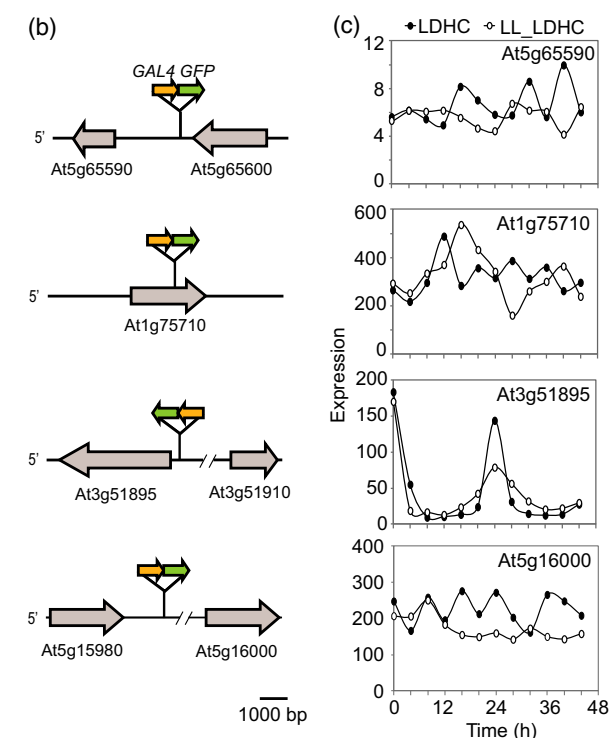 (b)
GAL4 GFP
5'
At5g65590 At5g65600
5'
At1g75710
5'
At3g51895 At3g51910
5'
At5g15980 At5g16000
1000 bp
(c) LDHC LL_LDHC
At5g65590
12
8
4
0
At1g75710
600
400
200
0
Expression
At3g51895
200
150
100
50
0
At5g16000
400
300
200
100
0
0 12 24 36 48
Time (h)